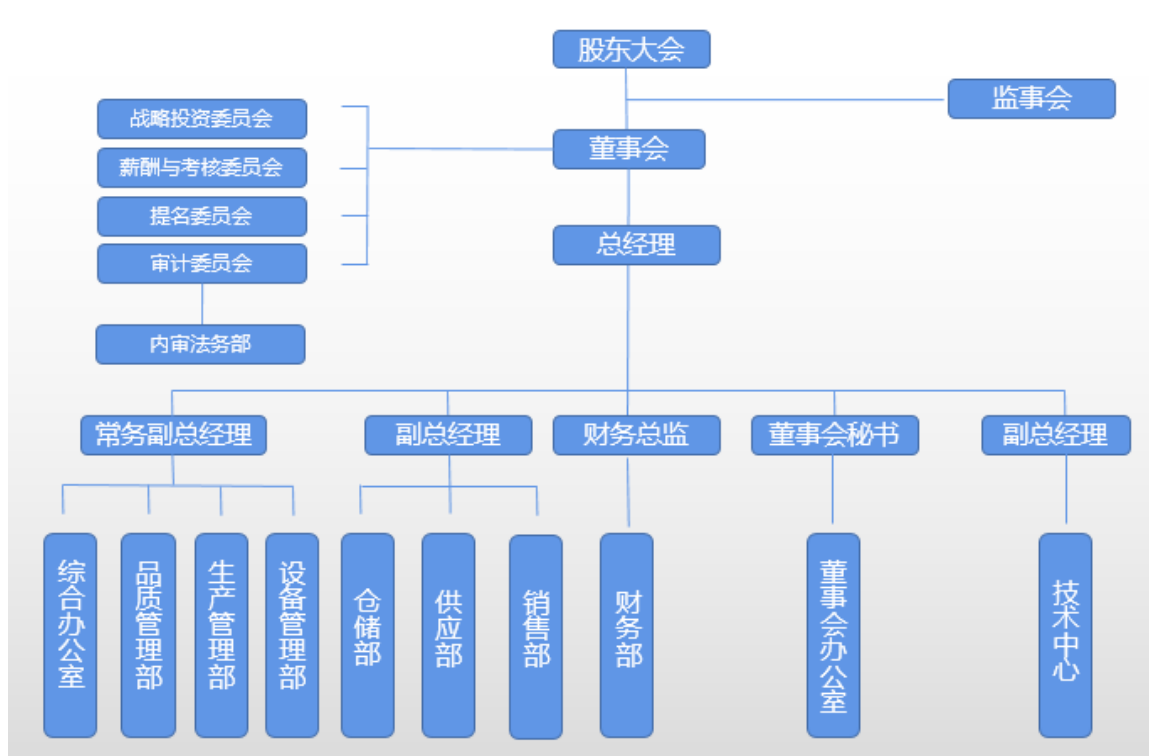 股东大会
监事会
战略投资委员会
董事会
薪酬与考核委员会
提名委员会
总经理
审计委员会
内审法务部
常务副总经理
副总经理
财务总监
董事会秘书
副总经理
综合办公室
品质管理部
生产管理部
设备管理部
仓储部
供应部
销售部
财务部
董事会办公室
技术中心